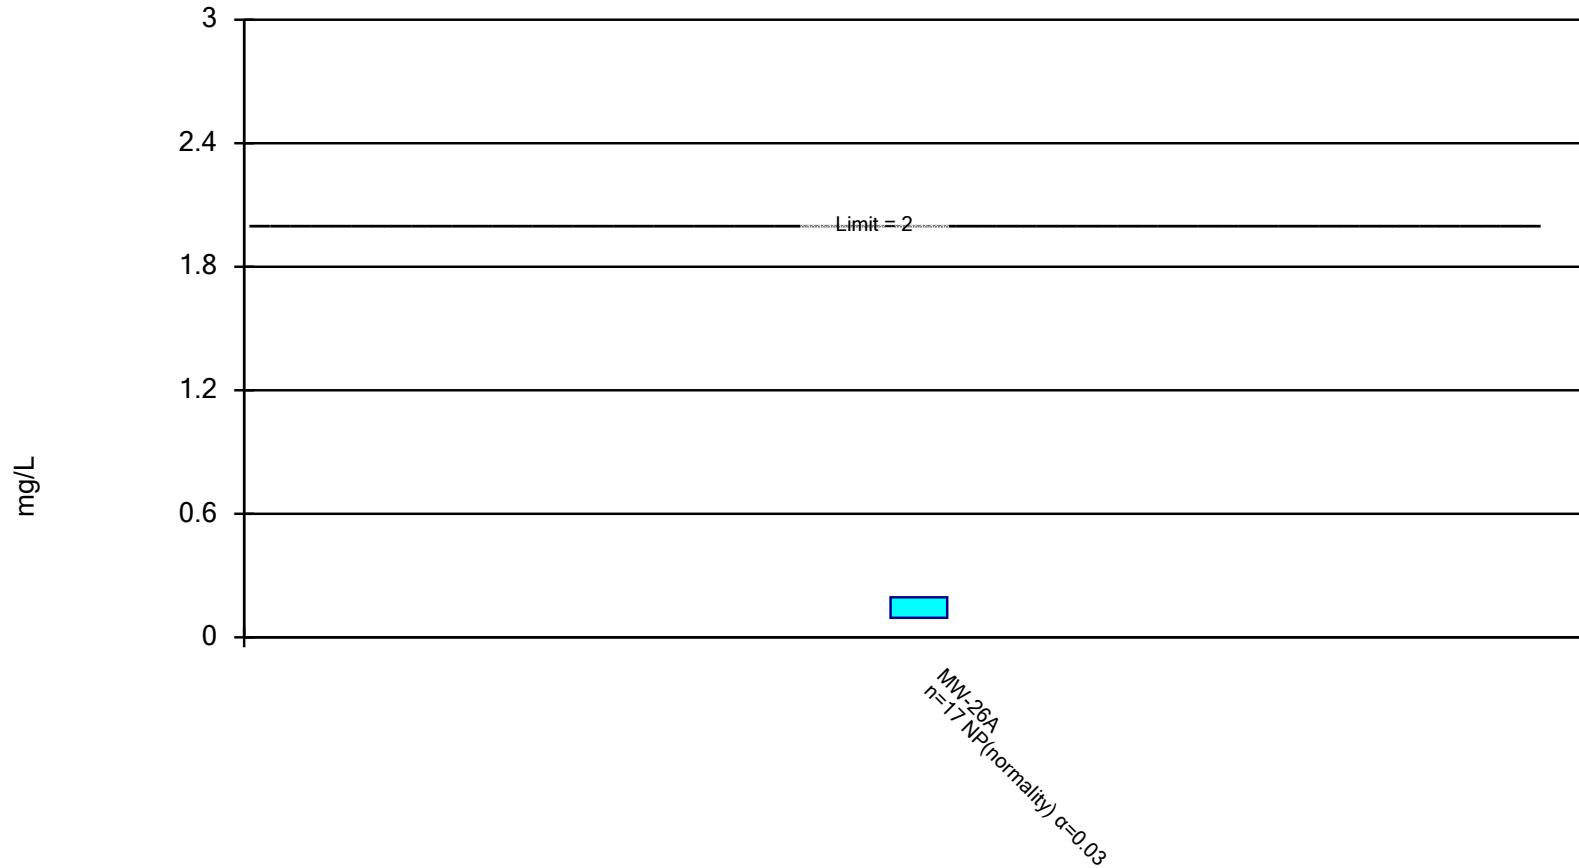 3
2.4
Limit = 2
1.8
1.2
mg/L
0.6
0
MW-26A
n=17 NP(normality) α=0.03